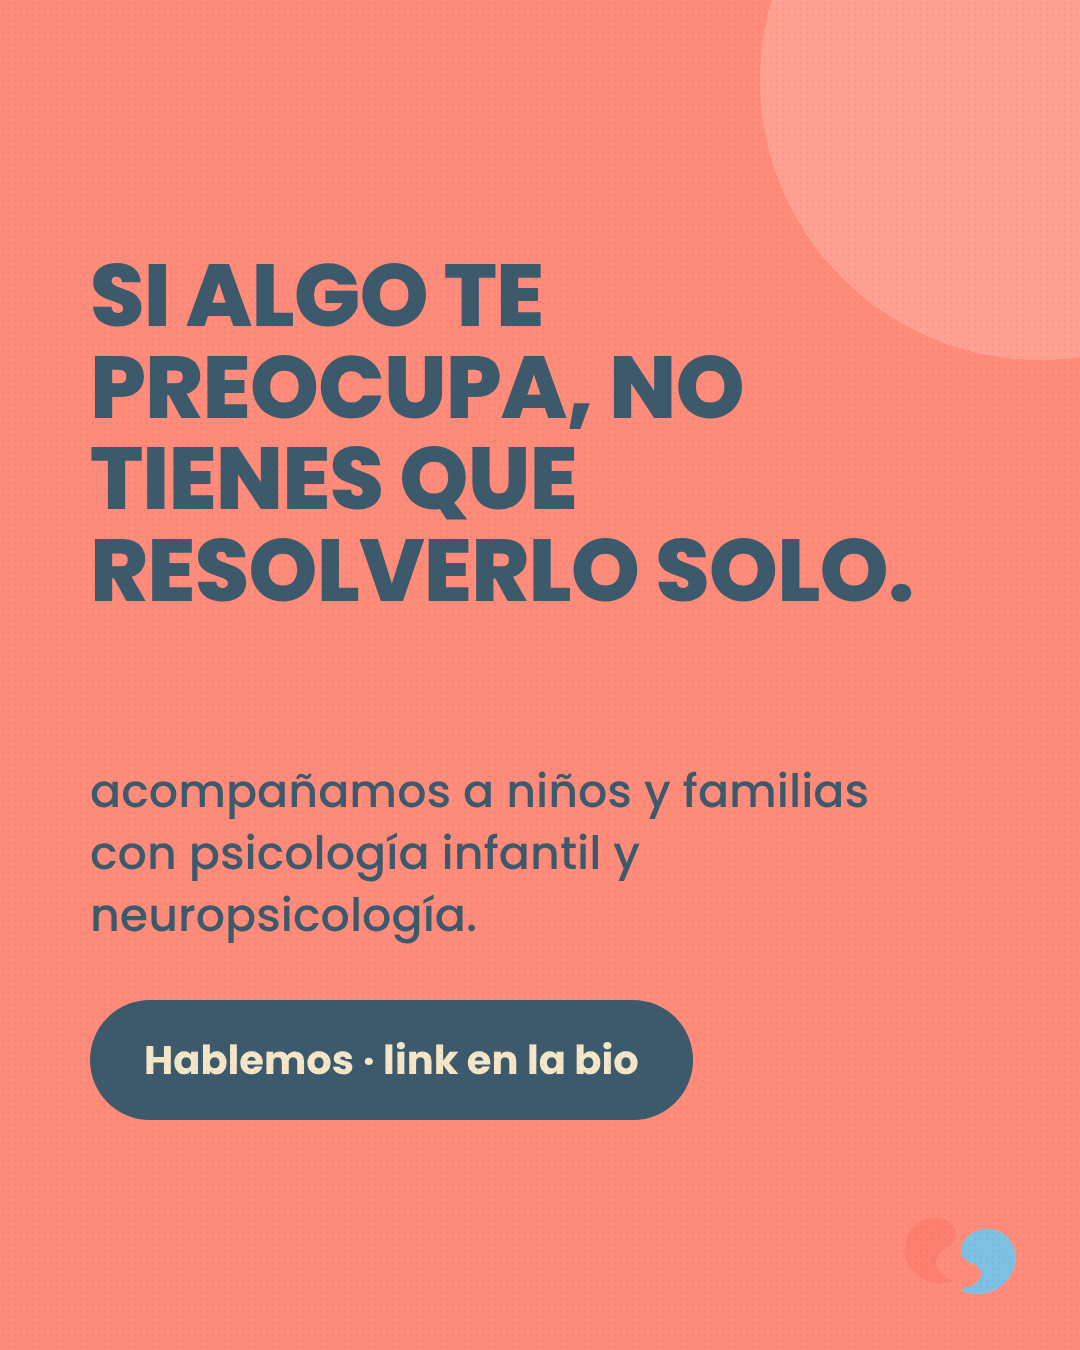 SI ALGO TE
PREOCUPA, NO
TIENES QUE
RESOLVERLO SOLO.
acompañamos a niños y familias
con psicología infantil y
neuropsicología.
Hablemos · link en la bio